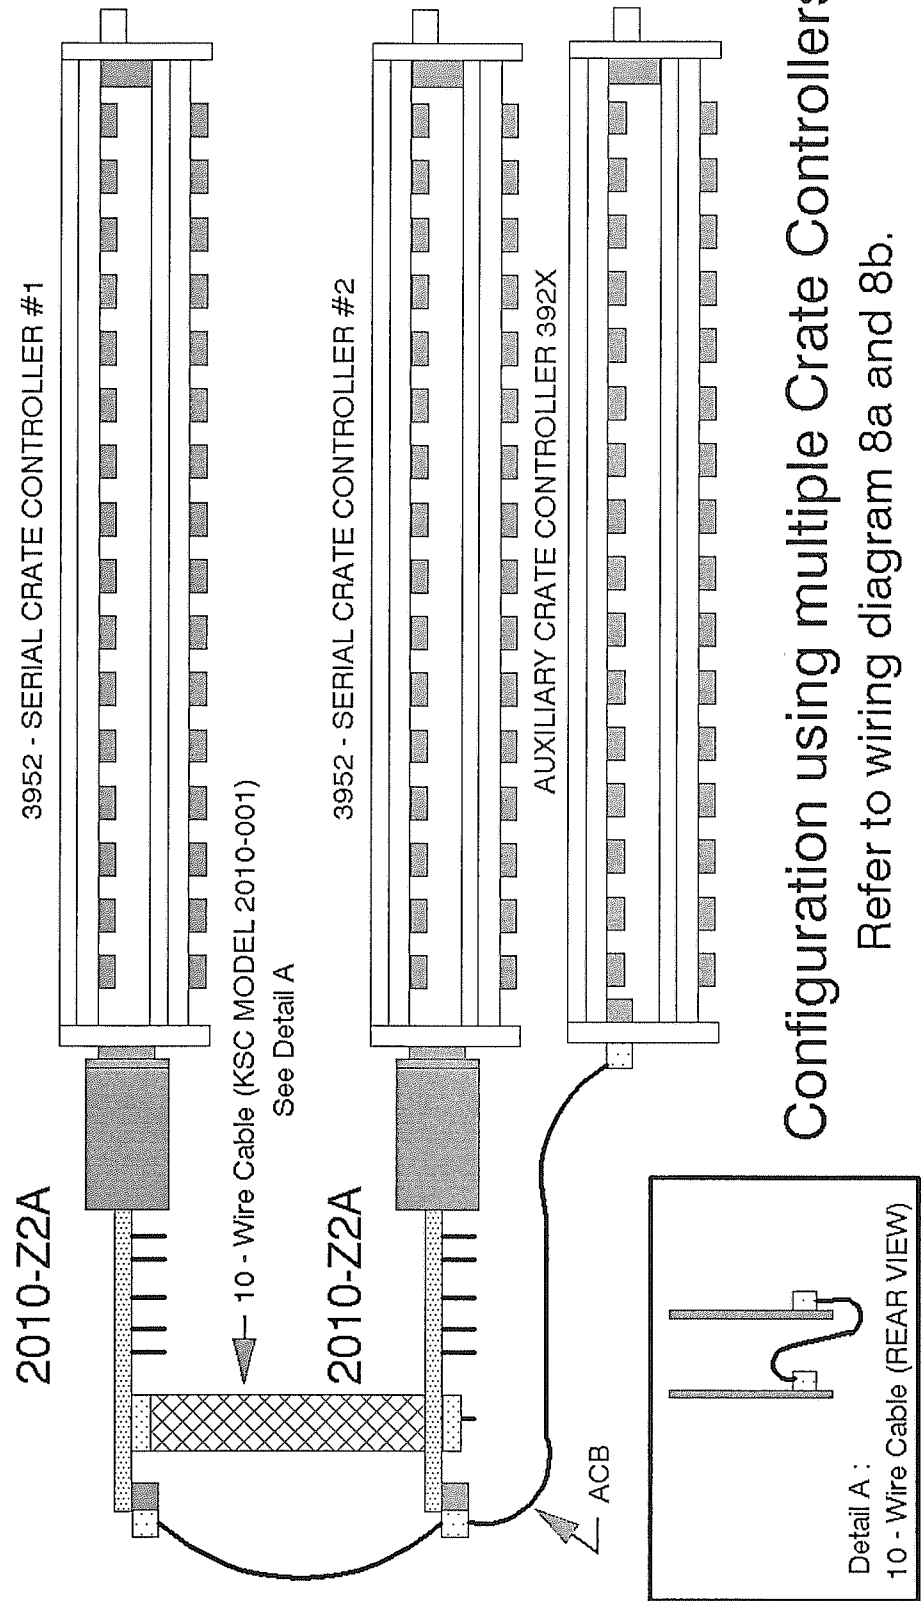 2010-Z2A
3952 - SERIAL CRATE CONTROLLER #1
10 - Wire Cable (KSC MODEL 2010-001)
See Detail A
2010-Z2A
3952 - SERIAL CRATE CONTROLLER #2
AUXILIARY CRATE CONTROLLER 392X
ACB
Detail A :
10 - Wire Cable (REAR VIEW)
Configuration using multiple Crate Controllers
Refer to wiring diagram 8a and 8b.